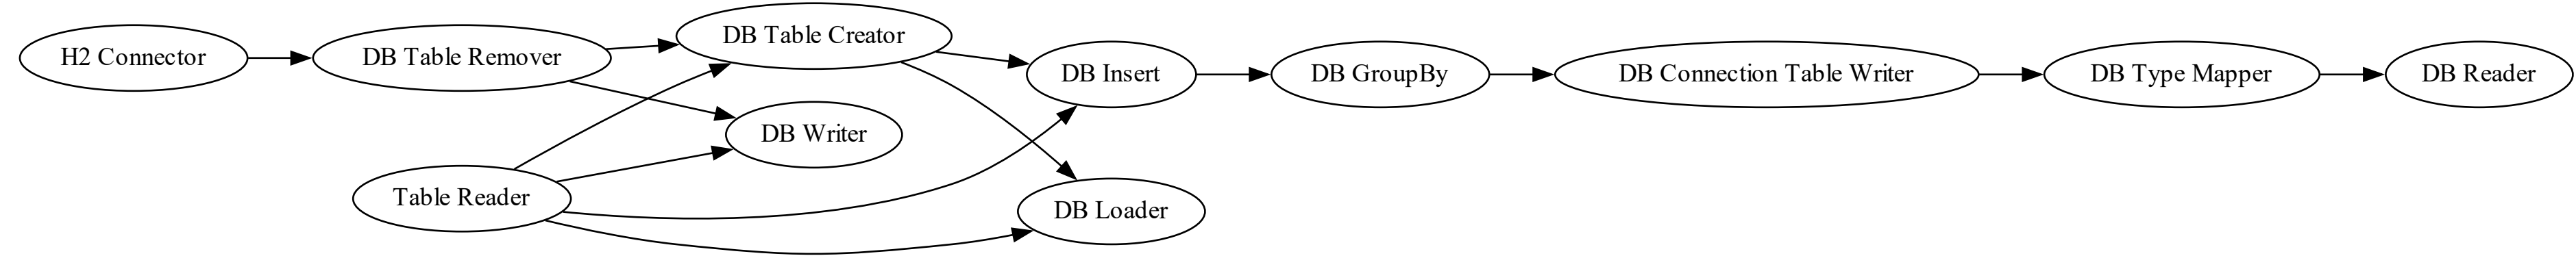 H2 Connector
DB Table Remover
DB Table Creator
DB Writer
Table Reader
DB Insert
DB Loader
DB GroupBy
DB Connection Table Writer
DB Type Mapper
DB Reader